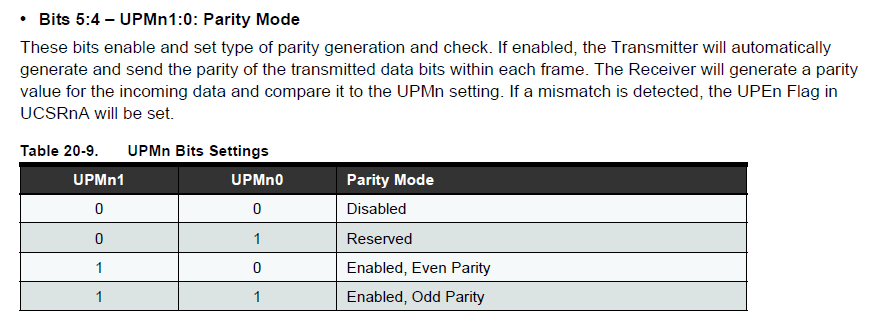 • Bits 5:4 – UPMn1:0: Parity Mode
These bits enable and set type of parity generation and check. If enabled, the Transmitter will automatically
generate and send the parity of the transmitted data bits within each frame. The Receiver will generate a parity
value for the incoming data and compare it to the UPMn setting. If a mismatch is detected, the UPEn Flag in
UCSRnA will be set.
Table 20-9. UPMn Bits Settings
UPMn1 UPMn0 Parity Mode
0 0 Disabled
0 1 Reserved
1 0 Enabled, Even Parity
1 1 Enabled, Odd Parity